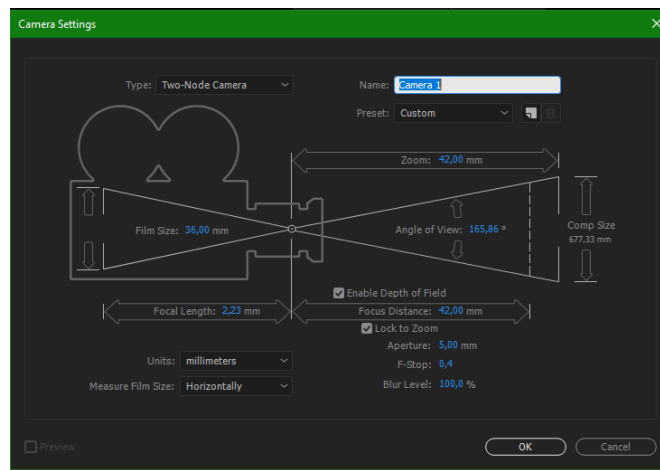 Camera Settings
Type: Two-Node Camera
Name: Camera 1
Preset: Custom
Zoom: 42,00 mm
Film Size: 36,00 mm
Angle of View: 165,86 °
Comp Size
677,33 mm
Enable Depth of Field
Focal Length: 2,23 mm
Focus Distance: 42,00 mm
Lock to Zoom
Aperture: 5,00 mm
Units: millimeters
F-Stop: 0,4
Measure Film Size: Horizontally
Blur Level: 100,0 %
Preview
OK
Cancel